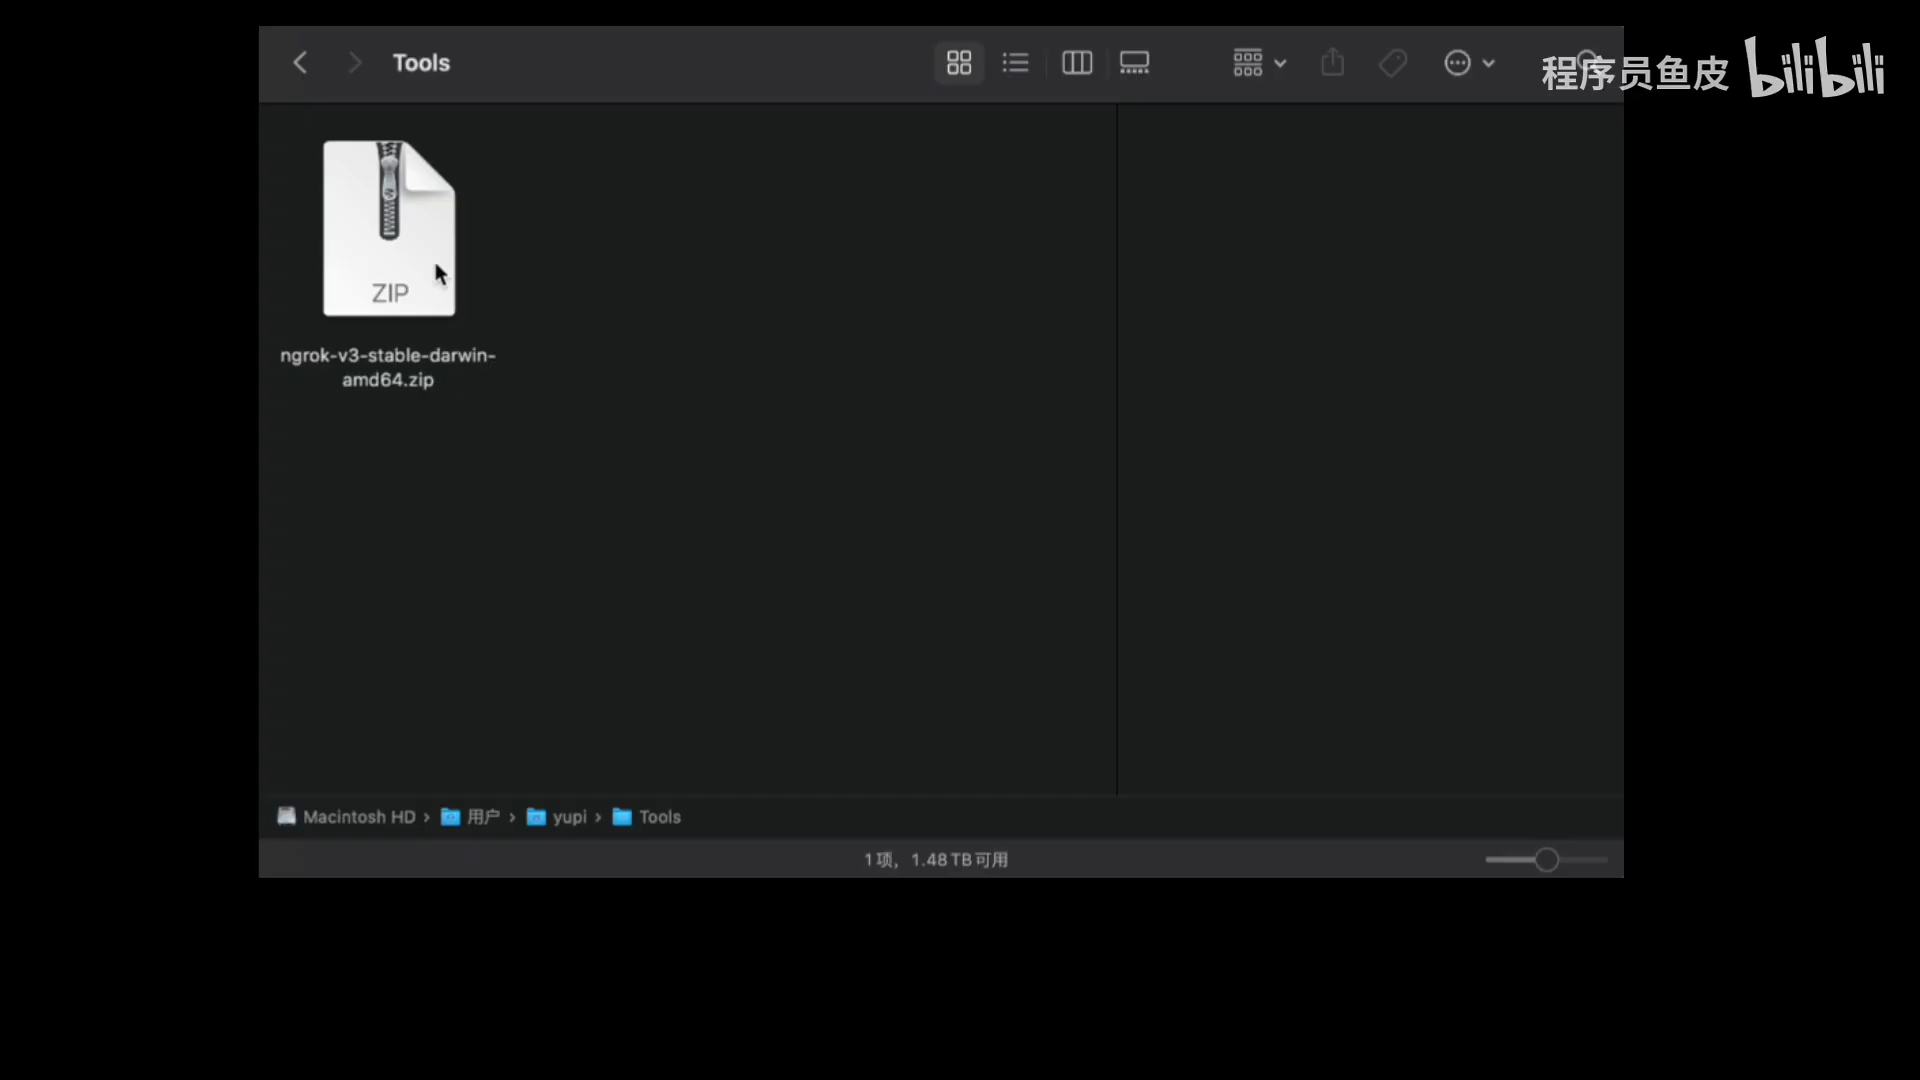 Tools
程序员鱼皮 bilibili
ZIP
ngrok-v3-stable-darwin-
amd64.zip
Macintosh HD › 用户 › yupi › Tools
1项，1.48 TB可用